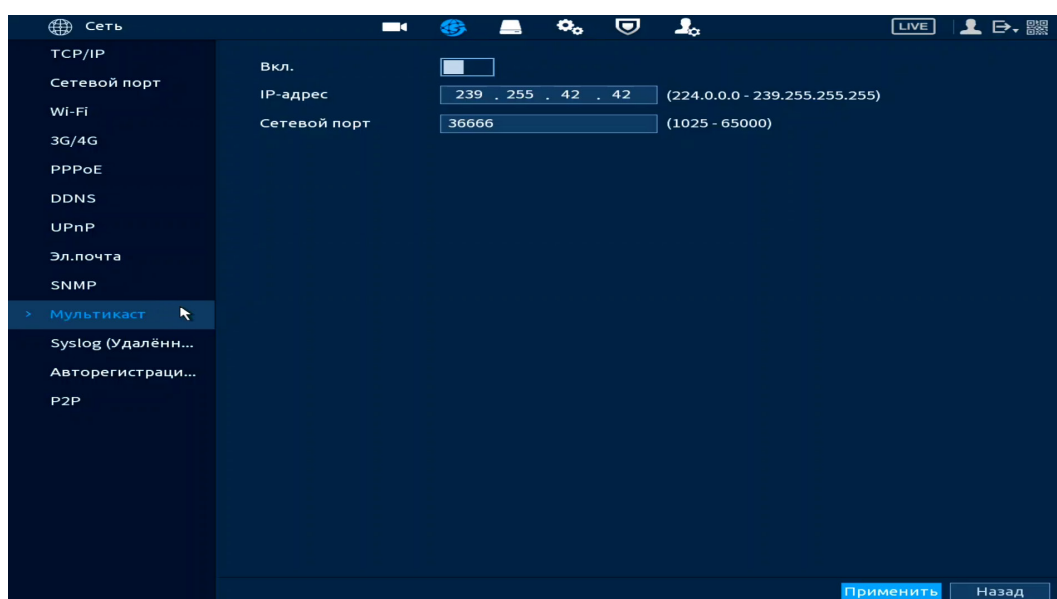 Сеть
LIVE
TCP/IP
Сетевой порт
Wi-Fi
3G/4G
PPPoE
DDNS
UPnP
Эл.почта
SNMP
Мультикаст
Syslog (Удалённ...
Авторегистраци...
P2P
Вкл.
IP-адрес 239 . 255 . 42 . 42 (224.0.0.0 - 239.255.255.255)
Сетевой порт 36666 (1025 - 65000)
Применить Назад